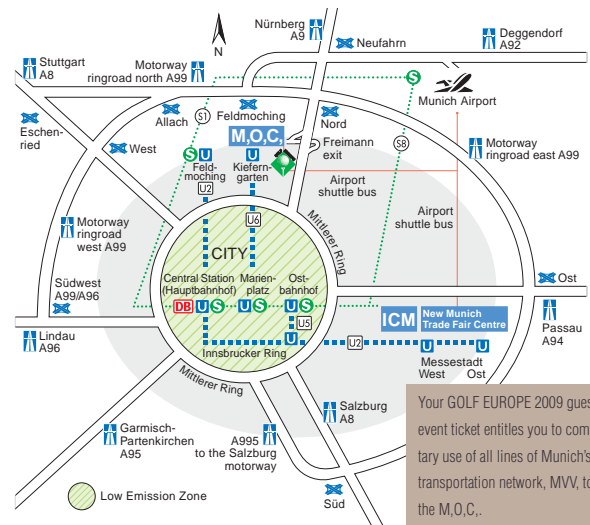 Nürnberg
A9
Deggendorf
A92
N
Neufahrn
Stuttgart
A8
Motorway
ringroad north A99
S
Munich Airport
Eschen-
ried
Allach
S1
Feldmoching
Nord
M,O,C,
Freimann
exit
S8
Motorway
ringroad east A99
West
S U
Feld-
moching
U
Kiefern-
garten
U2
Airport
shuttle bus
Airport
shuttle bus
Motorway
ringroad
west A99
U6
Mittlerer Ring
CITY
Südwest
A99/A96
Central Station
(Hauptbahnhof)
Marien-
platz
Ost-
bahnhof
Ost
DB U S
U S
U S
ICM
New Munich
Trade Fair Centre
Passau
A94
Lindau
A96
U5
U
Innsbrucker Ring
U2
U
U
Messestadt
West Ost
Mittlerer Ring
Garmisch-
Partenkirchen
A95
A995
to the Salzburg
motorway
Salzburg
A8
Süd
Low Emission Zone
Your GOLF EUROPE 2009 gues
event ticket entitles you to com
tary use of all lines of Munich's
transportation network, MVV, to
the M,O,C,.